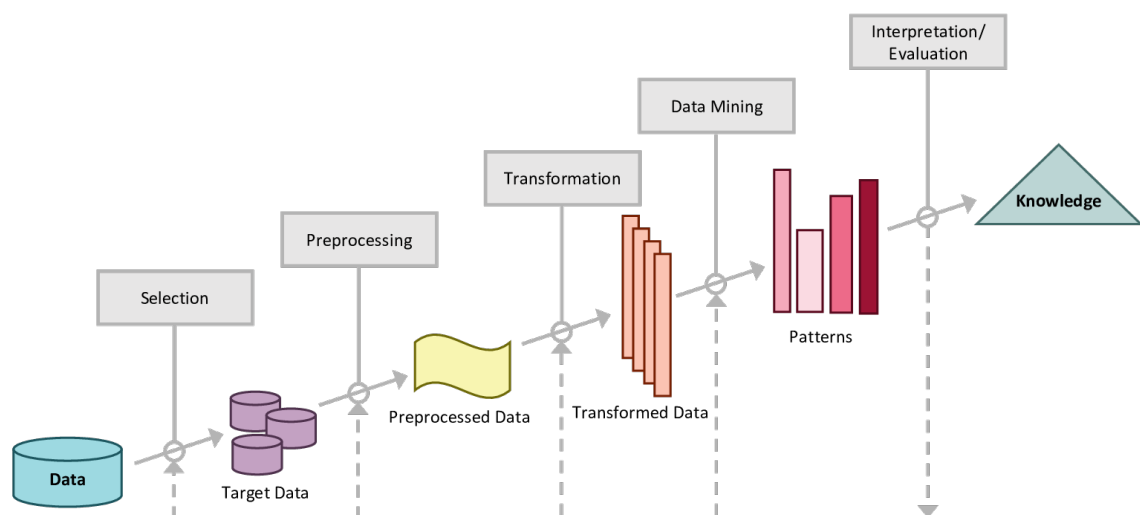 Interpretation/
Evaluation
Data Mining
Transformation
Knowledge
Preprocessing
Selection
Patterns
Preprocessed Data
Transformed Data
Data
Target Data